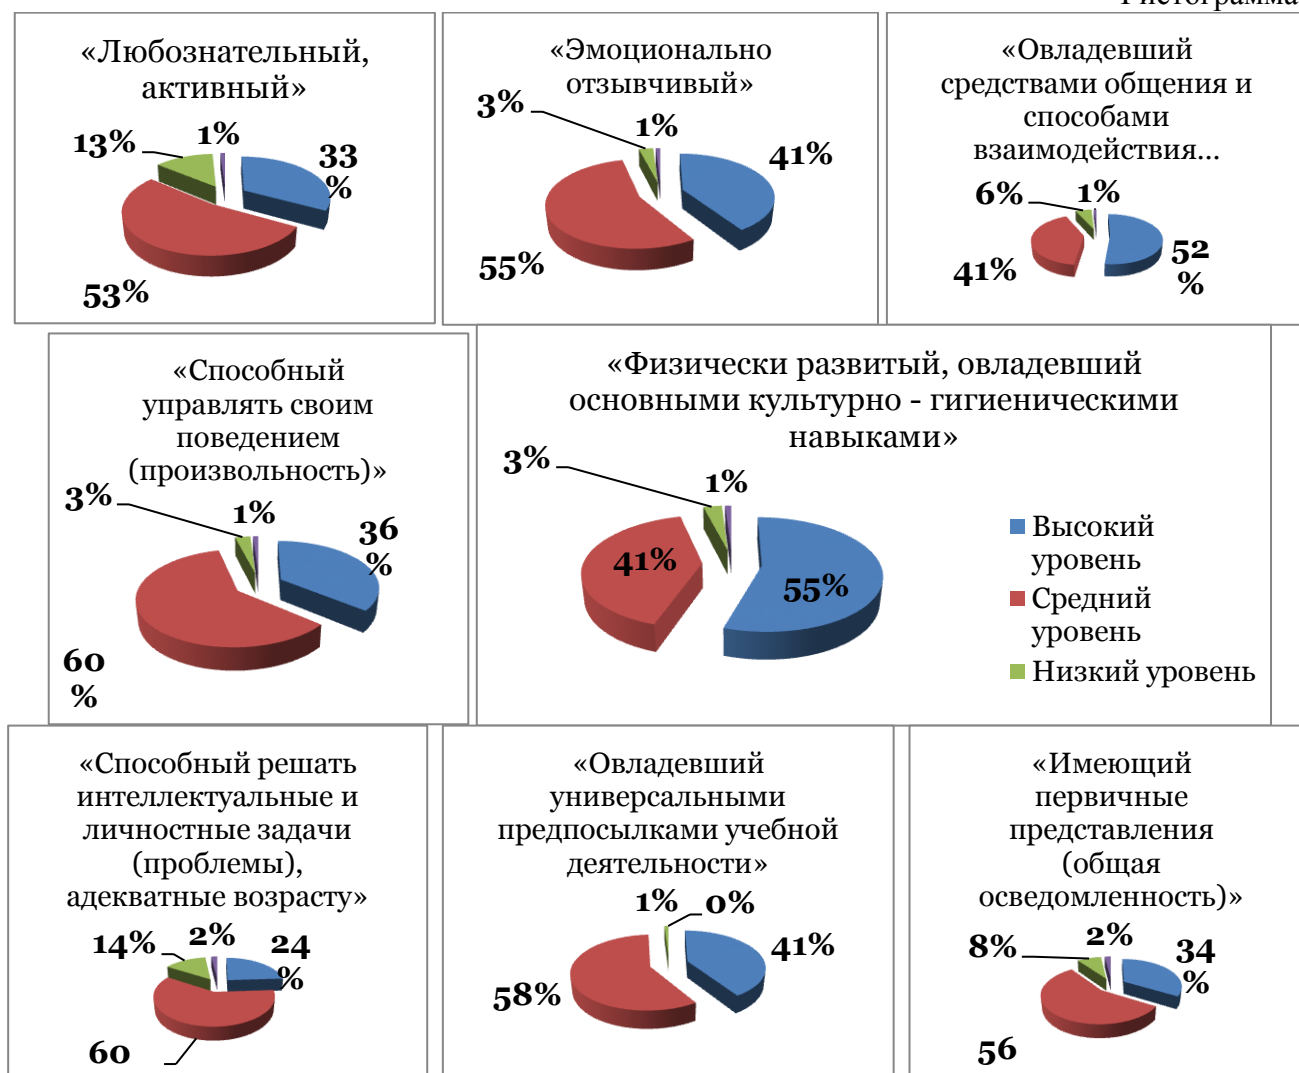 «Любознательный,
активный»
13%
1%
33
%
53%
«Эмоционально
отзывчивый»
3%
1%
41%
55%
«Овладевший
средствами общения и
способами
взаимодействия...
6%
1%
52
%
41%
«Способный
управлять своим
поведением
(произвольность)»
3%
1%
36
%
60
%
«Физически развитый, овладевший
основными культурно - гигиеническими
навыками»
3%
1%
41%
55%
Высокий
уровень
Средний
уровень
Низкий уровень
«Способный решать
интеллектуальные и
личностные задачи
(проблемы),
адекватные возрасту»
14%
2%
24
%
60
«Овладевший
универсальными
предпосылками учебной
деятельности»
1%
0%
41%
58%
«Имеющий
первичные
представления
(общая
осведомленность)»
8%
2%
34
%
56